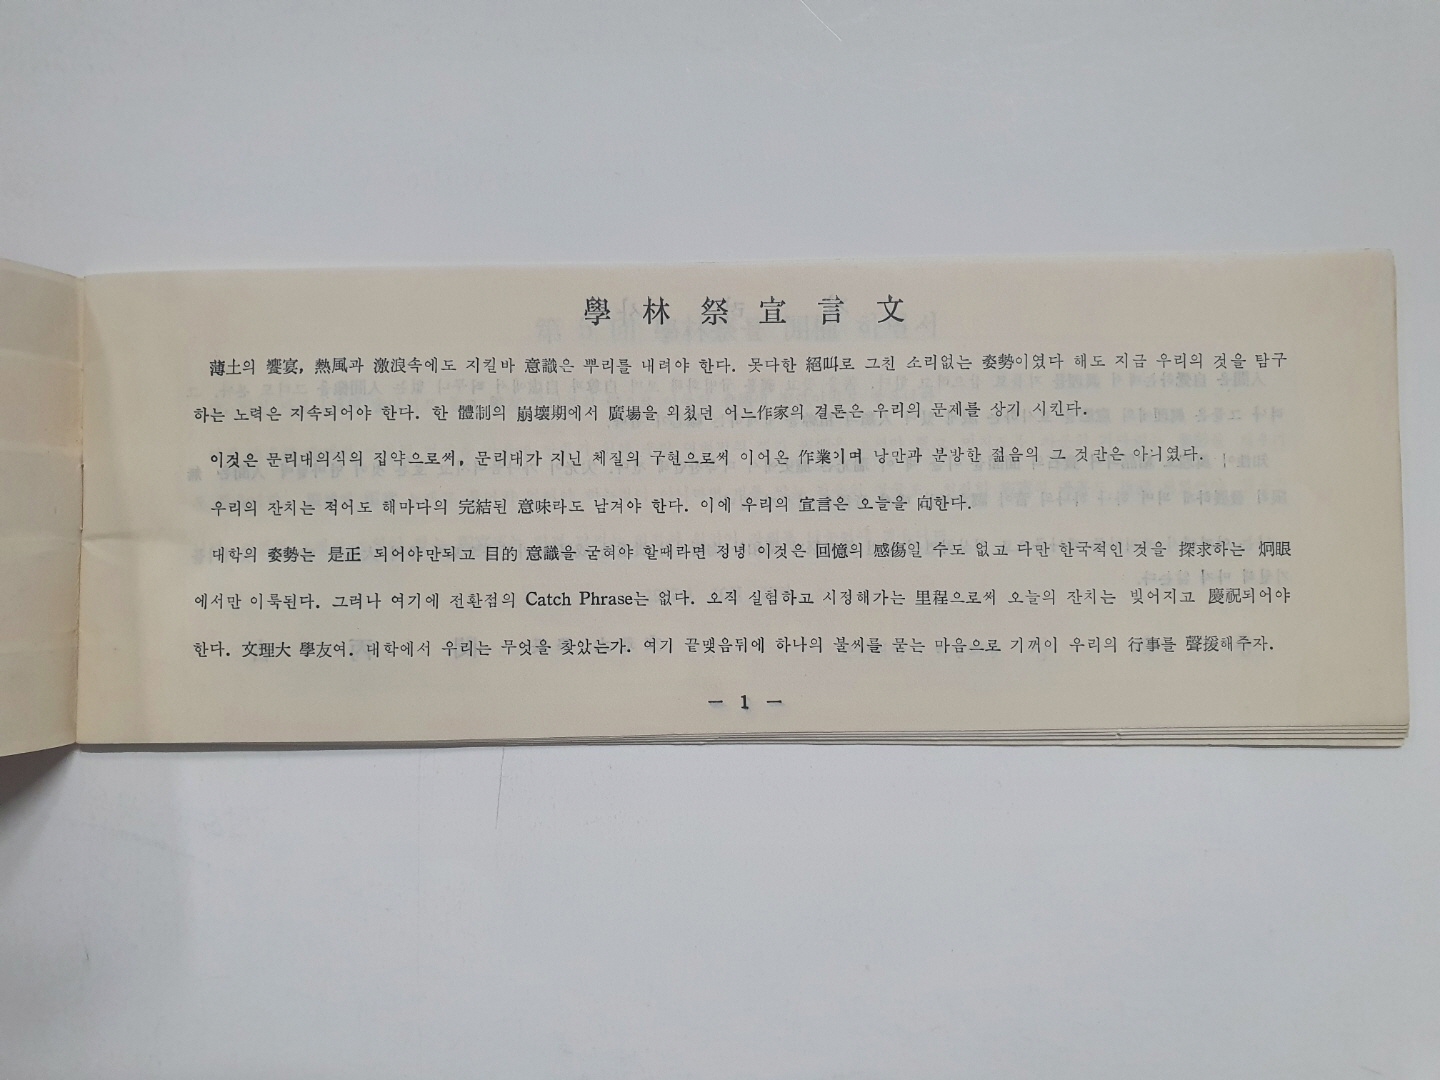 學林祭宣言文
薄土의 饗宴, 熱風과 激浪속에도 지킬바 意識은 뿌리를 내려야 한다. 못다한 絕叫로 그친 소리없는 姿勢이였다 해도 지금 우리의 것을 탐구
하는 노력은 지속되어야 한다. 한 體制의 崩壞期에서 廣場을 외쳤던 어느作家의 결론은 우리의 문제를 상기 시킨다.
이것은 문리대의식의 집약으로써, 문리대가 지닌 체질의 구현으로써 이어온 作業이며 낭만과 분방한 젊음의 그 것만은 아니였다.
우리의 잔치는 적어도 해마다의 完結된 意味라도 남겨야 한다. 이에 우리의 宣言은 오늘을 向한다.
대학의 姿勢는 是正 되어야만되고 目的 意識을 굳혀야 할때라면 정녕 이것은 回憶의 感傷일 수도 없고 다만 한국적인 것을 探求하는 炯眼
에서만 이룩된다. 그러나 여기에 전환점의 Catch Phrase는 없다. 오직 실험하고 시정해가는 里程으로써 오늘의 잔치는 빚어지고 慶祝되어야
한다. 文理大 學友여. 대학에서 우리는 무엇을 찾았는가. 여기 끝맺음뒤에 하나의 불씨를 묻는 마음으로 기꺼이 우리의 行事를 聲援해주자.
— 1 —